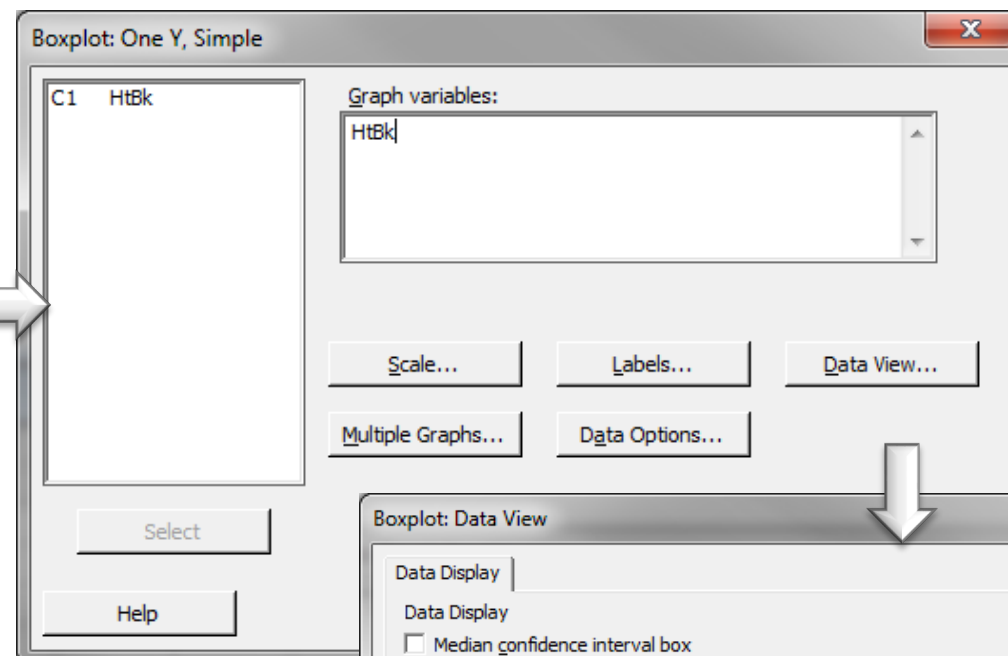 Boxplot: One Y, Simple
X
C1 HtBk
Graph variables:
HtBk
Scale...
Labels...
Data View...
Multiple Graphs...
Data Options...
Select
Help
Boxplot: Data View
Data Display
Data Display
Median confidence interval box